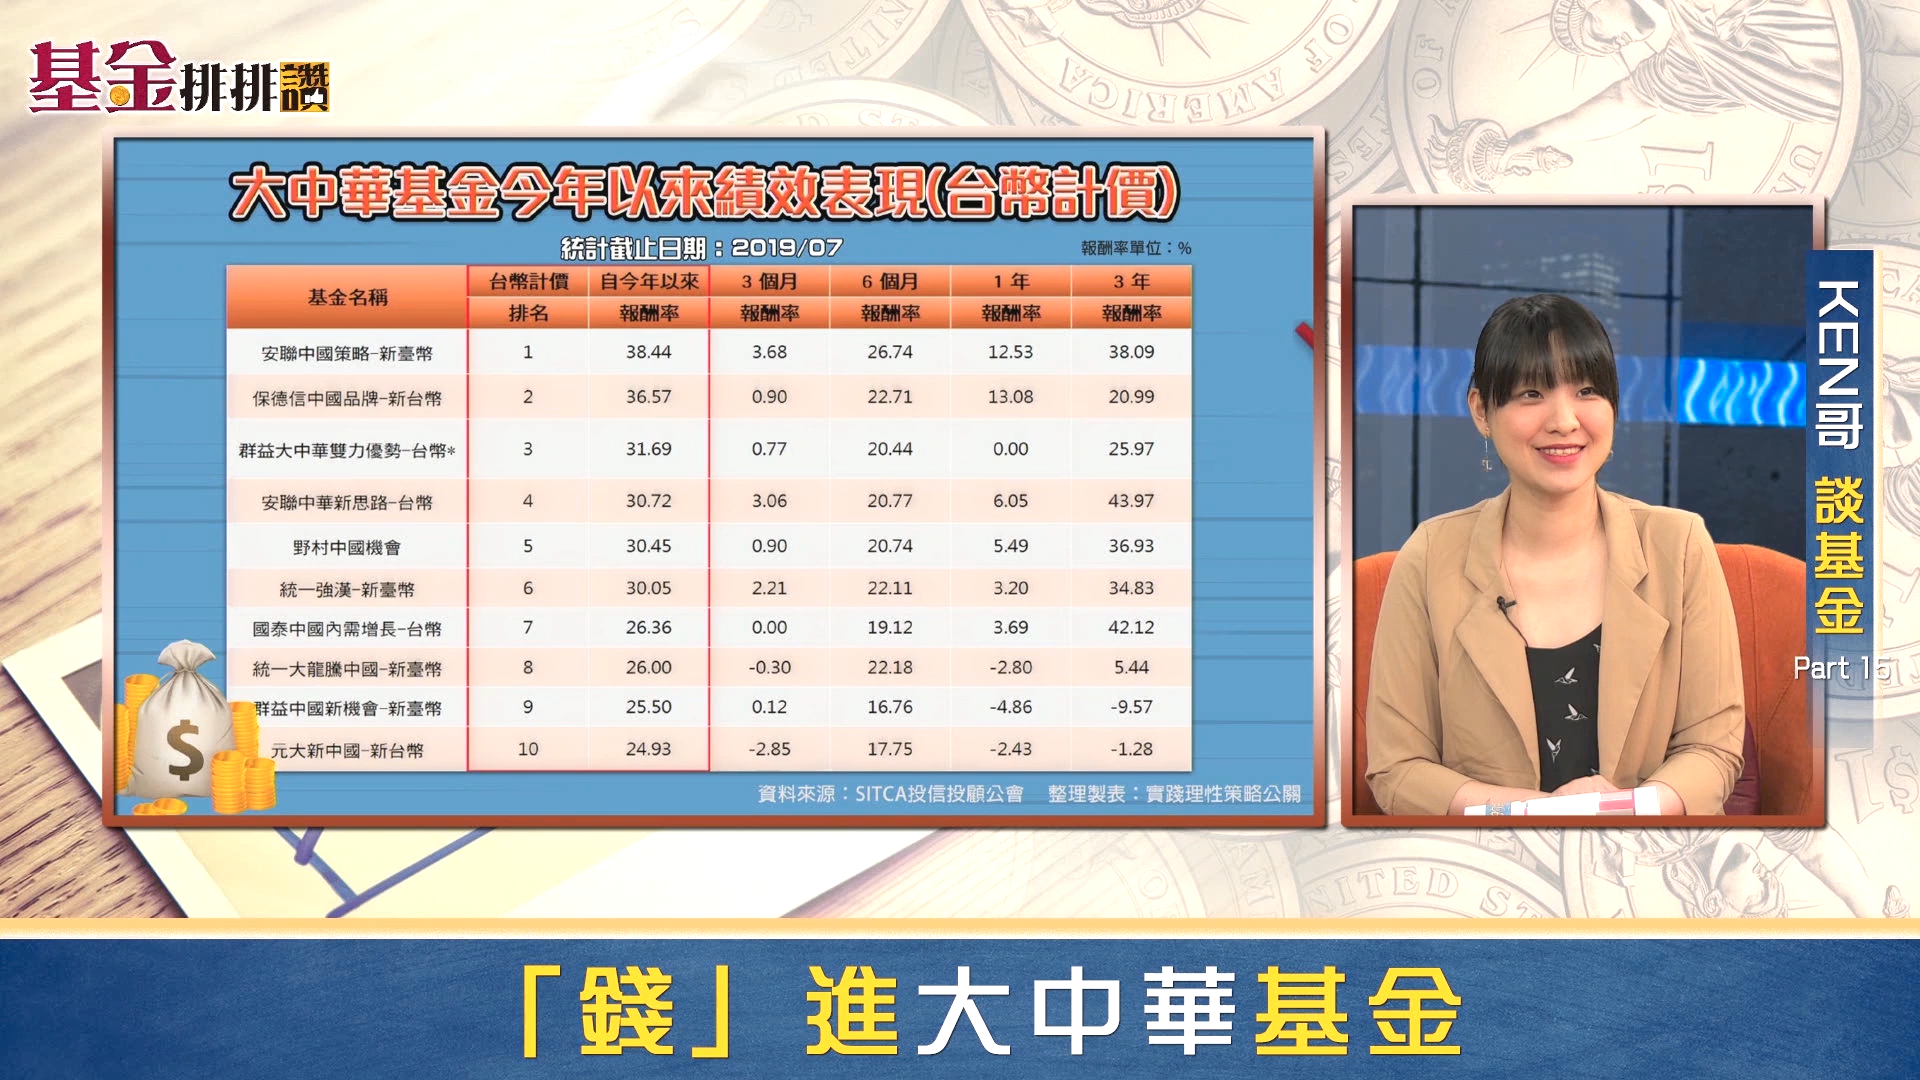 基金排排讚
大中華基金今年以來績效表現(台幣計價)
統計截止日期：2019/07
報酬率單位：%
基金名稱 台幣計價 自今年以來 3 個月 6 個月 1 年 3 年
排名 報酬率 報酬率 報酬率 報酬率 報酬率
安聯中國策略-新臺幣 1 38.44 3.68 26.74 12.53 38.09
保德信中國品牌-新台幣 2 36.57 0.90 22.71 13.08 20.99
群益大中華雙力優勢-台幣* 3 31.69 0.77 20.44 0.00 25.97
安聯中華新思路-台幣 4 30.72 3.06 20.77 6.05 43.97
野村中國機會 5 30.45 0.90 20.74 5.49 36.93
統一強漢-新臺幣 6 30.05 2.21 22.11 3.20 34.83
國泰中國內需增長-台幣 7 26.36 0.00 19.12 3.69 42.12
統一大龍騰中國-新臺幣 8 26.00 -0.30 22.18 -2.80 5.44
群益中國新機會-新臺幣 9 25.50 0.12 16.76 -4.86 -9.57
元大新中國-新台幣 10 24.93 -2.85 17.75 -2.43 -1.28
資料來源：SITCA投信投顧公會 整理製表：實踐理性策略公關
KEN哥 談基金
Part 15
「錢」進大中華基金